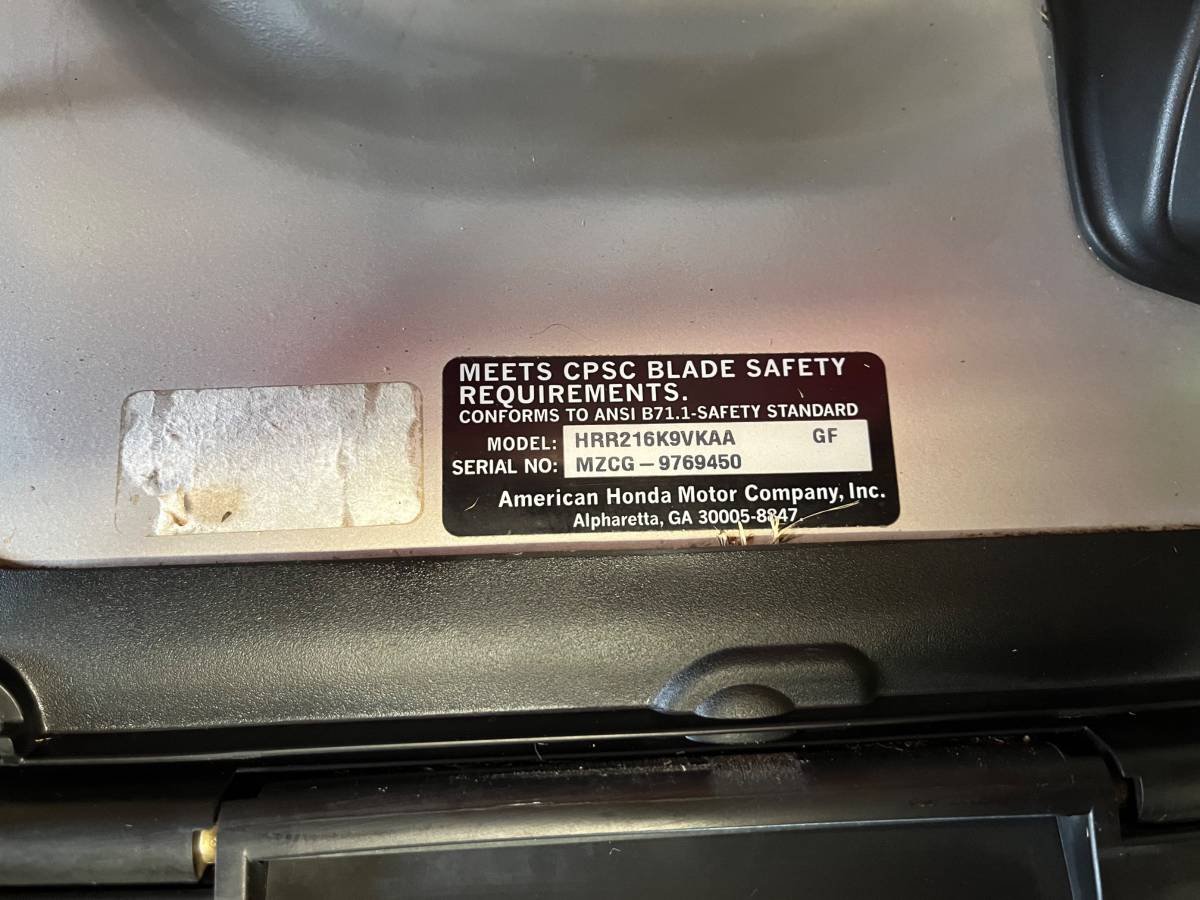 MEETS CPSC BLADE SAFETY
REQUIREMENTS.
CONFORMS TO ANSI B71.1-SAFETY STANDARD
MODEL: HRR216K9VKAA GF
SERIAL NO: MZCG-9769450
American Honda Motor Company, Inc.
Alpharetta, GA 30005-8847